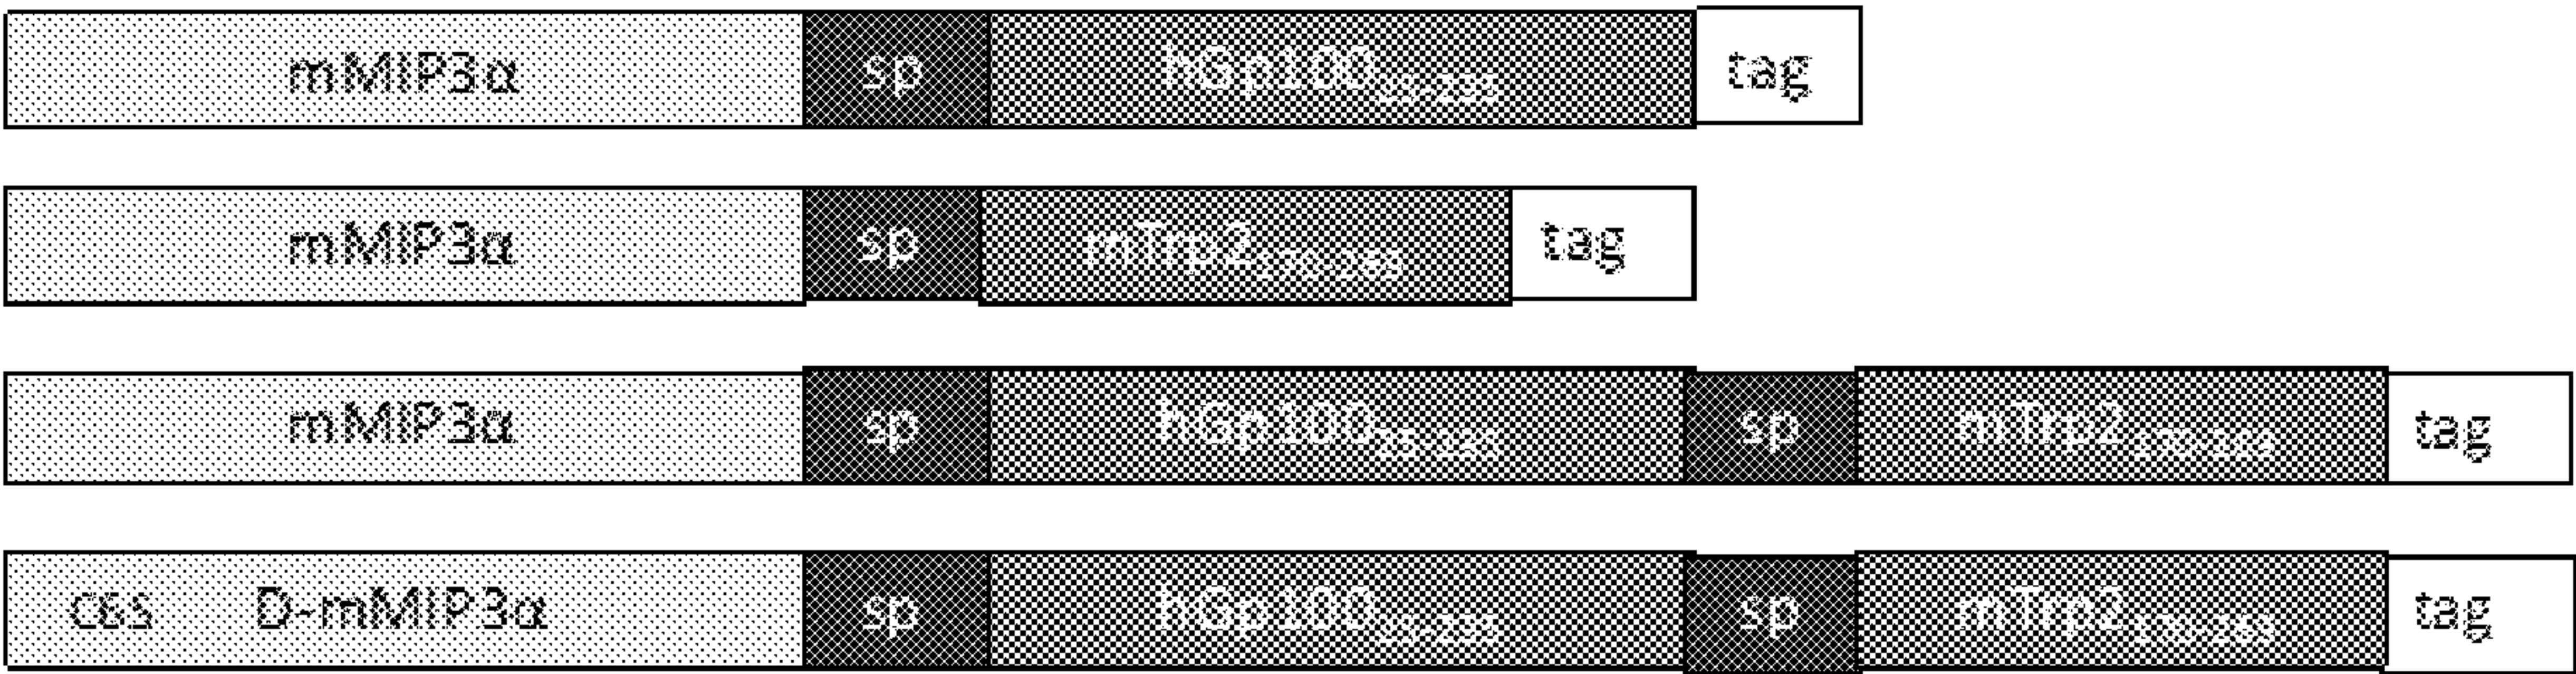 mMIP3α sp hGp100 tag
mMIP3α sp mTrp2 tag
mMIP3α sp hGp100 sp mTrp2 tag
D-mMIP3α sp hGp100 sp mTrp2 tag